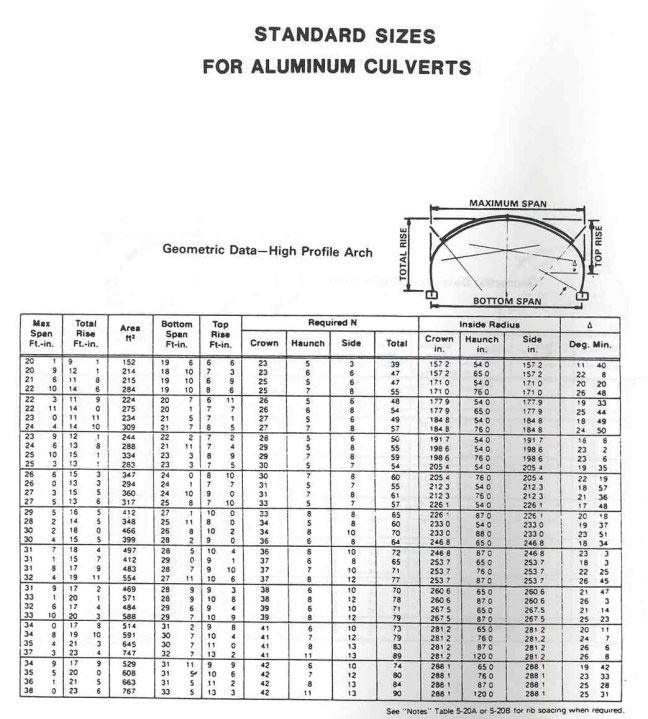 STANDARD SIZES
FOR ALUMINUM CULVERTS
MAXIMUM SPAN
Geometric Data—High Profile Arch
TOTAL RISE
TOP RISE
Δ
BOTTOM SPAN
Max Span Ft.-in. Total Rise Ft.-in. Area ft² Bottom Span Ft-in. Top Rise Ft-in. Required N Inside Radius Δ
Crown Haunch Side Total Crown in. Haunch in. Side in. Deg. Min.
20 1 9 1 152 19 6 6 6 23 5 3 39 157 2 54 0 157 2 11 40
20 9 12 1 214 18 10 7 3 23 6 6 47 157 2 65 0 157 2 22 8
21 6 11 8 215 19 10 6 9 25 5 6 47 171 0 54 0 171 0 20 20
22 10 14 6 284 19 10 8 6 25 7 8 55 171 0 76 0 171 0 26 48
22 3 11 9 224 20 7 6 11 26 5 6 48 177 9 54 0 177 9 19 33
22 11 14 0 275 20 1 7 7 26 6 8 54 177 9 65 0 177 9 25 44
23 0 11 11 234 21 5 7 1 27 5 6 49 184 8 54 0 184 8 18 49
24 4 14 10 309 21 7 8 5 27 7 8 57 184 8 76 0 184 8 24 50
23 9 12 1 244 22 2 7 2 28 5 6 50 191 7 54 0 191 7 18 8
24 6 13 8 288 21 11 7 4 29 5 8 55 198 6 54 0 198 6 23 2
25 10 15 1 334 23 3 8 9 29 7 8 59 198 6 76 0 198 6 23 6
25 3 13 1 283 23 3 7 5 30 5 7 54 205 4 54 0 205 4 19 35
26 6 15 3 347 24 0 8 10 30 7 8 60 205 4 76 0 205 4 22 19
26 0 13 3 294 24 1 7 7 31 5 7 55 212 3 54 0 212 3 18 57
27 3 15 5 360 24 10 9 0 31 7 8 61 212 3 76 0 212 3 21 36
27 5 13 6 317 25 8 7 10 33 5 7 57 226 1 54 0 226 1 17 48
29 5 16 5 412 27 1 10 0 33 8 8 65 226 1 87 0 226 1 20 18
28 2 14 5 348 25 11 8 0 34 5 8 60 233 0 54 0 233 0 19 37
30 2 18 0 466 26 8 10 2 34 8 10 70 233 0 88 0 233 0 23 51
30 4 15 5 399 28 2 9 0 36 6 8 64 246 8 65 0 246 8 18 34
31 7 18 4 497 28 5 10 4 36 8 10 72 246 8 87 0 246 8 23 3
31 1 15 7 412 29 0 9 1 37 6 8 65 253 7 65 0 253 7 18 3
31 8 17 9 483 28 7 9 10 37 7 10 71 253 7 76 0 253 7 22 25
32 4 19 11 554 27 11 10 6 37 8 12 77 253 7 87 0 253 7 26 45
31 9 17 2 469 28 9 9 3 38 6 10 70 260 6 65 0 260 6 21 47
33 1 20 1 571 28 9 10 8 38 8 12 78 260 6 87 0 260 6 26 3
32 6 17 4 484 29 6 9 4 39 6 10 71 267 5 65 0 267.5 21 14
33 10 20 3 588 29 7 10 9 39 8 12 79 267 5 87 0 267 5 25 23
34 0 17 8 514 31 2 9 8 41 6 10 73 281 2 65 0 281 2 20 11
34 8 19 10 591 30 7 10 4 41 7 12 79 281 2 76 0 281 2 24 7
35 4 21 3 645 30 7 11 0 41 8 13 83 281 2 87 0 281 2 26 6
37 3 23 4 747 32 7 13 2 41 11 13 89 281 2 120 0 281 2 26 8
34 9 17 9 529 31 11 9 9 42 6 10 74 288 1 65 0 288 1 19 42
35 5 20 0 608 31 5 10 6 42 7 12 80 288 1 76 0 288 1 23 33
36 1 21 5 663 31 5 11 2 42 8 13 84 288 1 87 0 288 1 25 28
38 0 23 6 767 33 5 13 3 42 11 13 90 288 1 120 0 288 1 25 31
See "Notes" Table 5-20A or 5-20B for rib spacing when required.